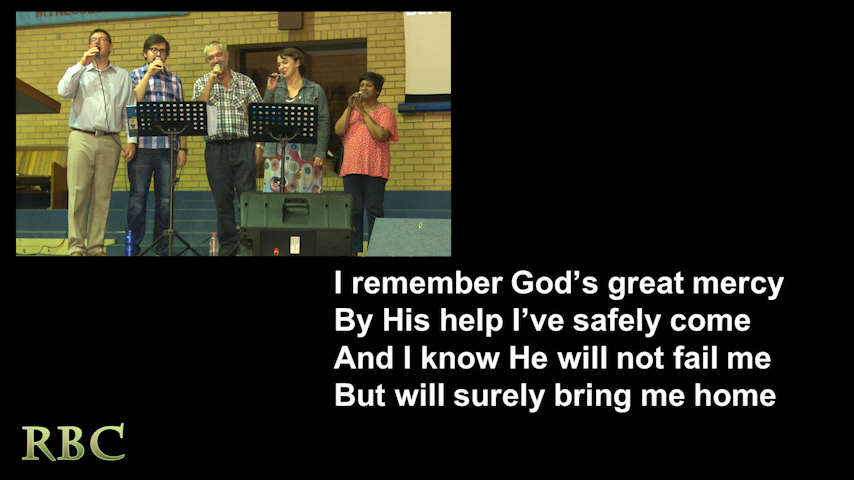 I remember God’s great mercy
By His help I’ve safely come
And I know He will not fail me
But will surely bring me home
RBC